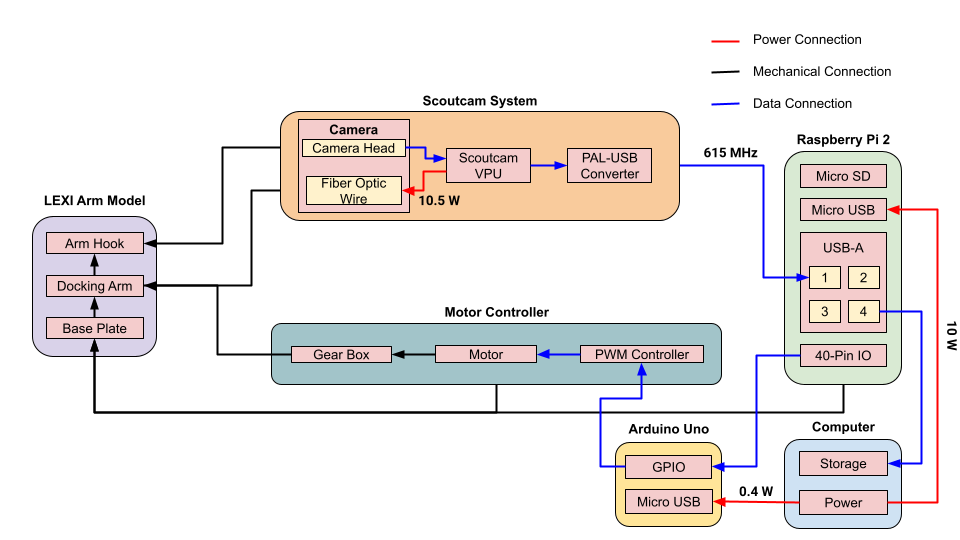 Power Connection
Mechanical Connection
Data Connection
Scoutcam System
Camera
Camera Head
Fiber Optic
Wire
10.5 W
Scoutcam
VPU
PAL-USB
Converter
615 MHz
Raspberry Pi 2
Micro SD
Micro USB
USB-A
1
2
3
4
40-Pin IO
LEXI Arm Model
Arm Hook
Docking Arm
Base Plate
Motor Controller
Gear Box
Motor
PWM Controller
10 W
Arduino Uno
GPIO
Micro USB
0.4 W
Computer
Storage
Power